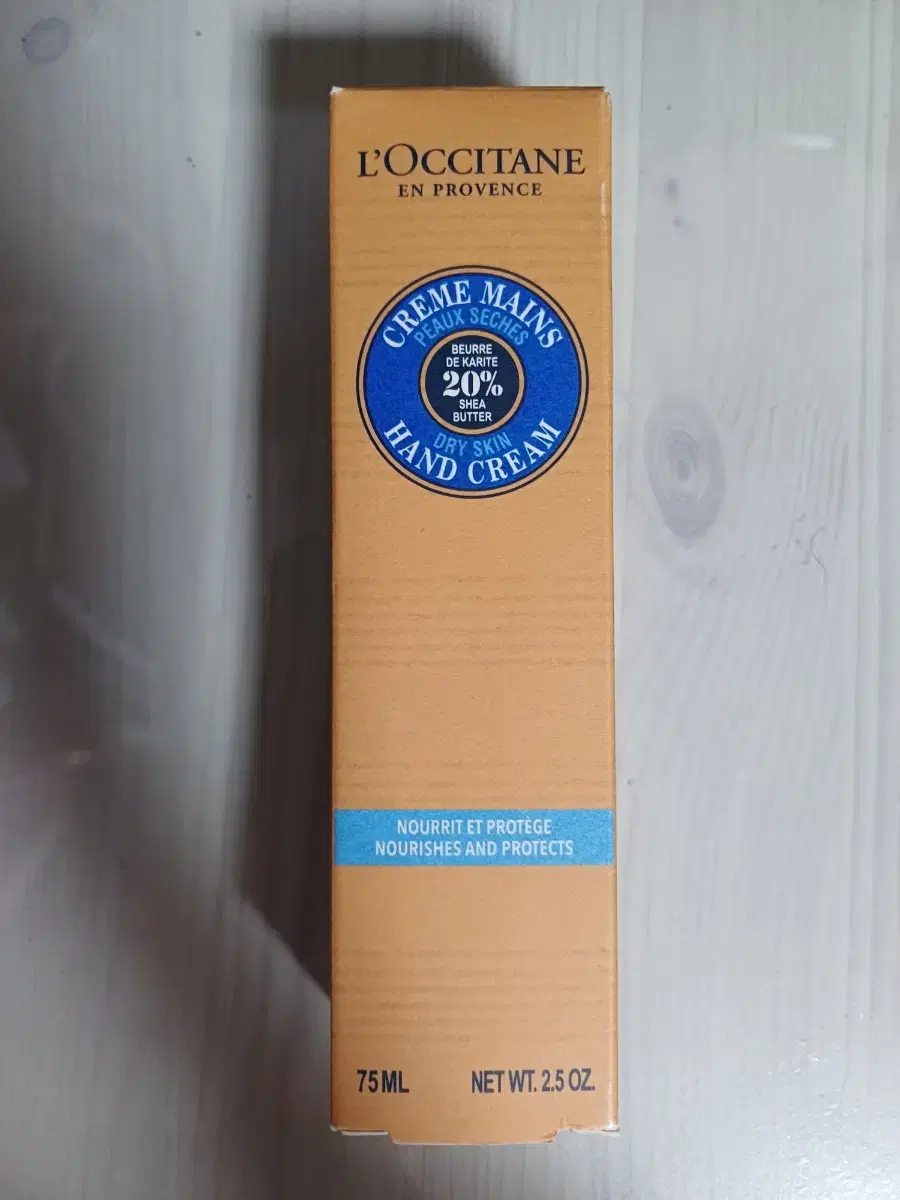 L'OCCITANE
EN PROVENCE
CREME MAINS
PEAUX SECHES
BEURRE
DE KARITE
20%
SHEA
BUTTER
DRY SKIN
HAND CREAM
NOURRIT ET PROTÈGE
NOURISHES AND PROTECTS
75 ML NET WT. 2.5 OZ.